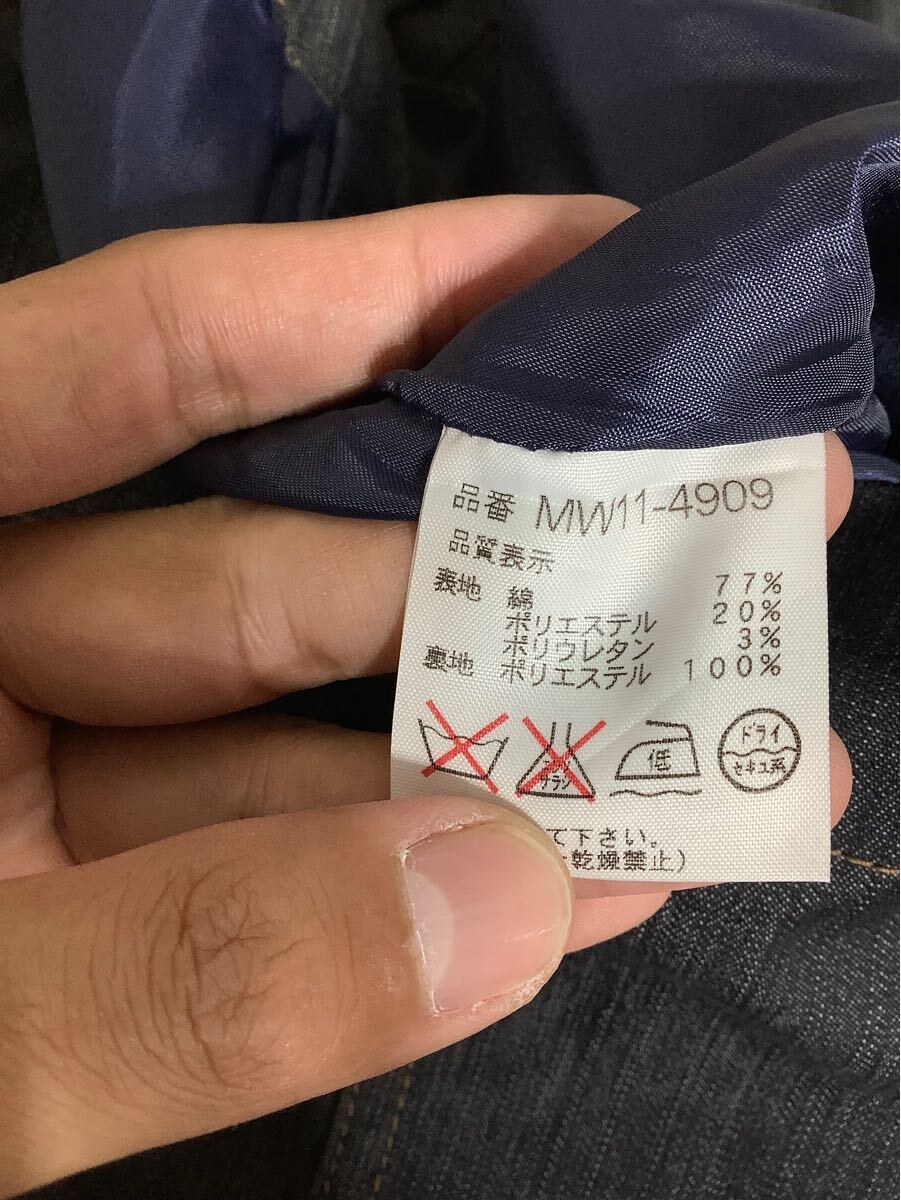 品番 MW11-4909
品質表示
表地 綿 77%
ポリエステル 20%
ポリウレタン 3%
裏地 ポリエステル 100%
低
ドライ
セキユ系
て下さい。
乾燥禁止)